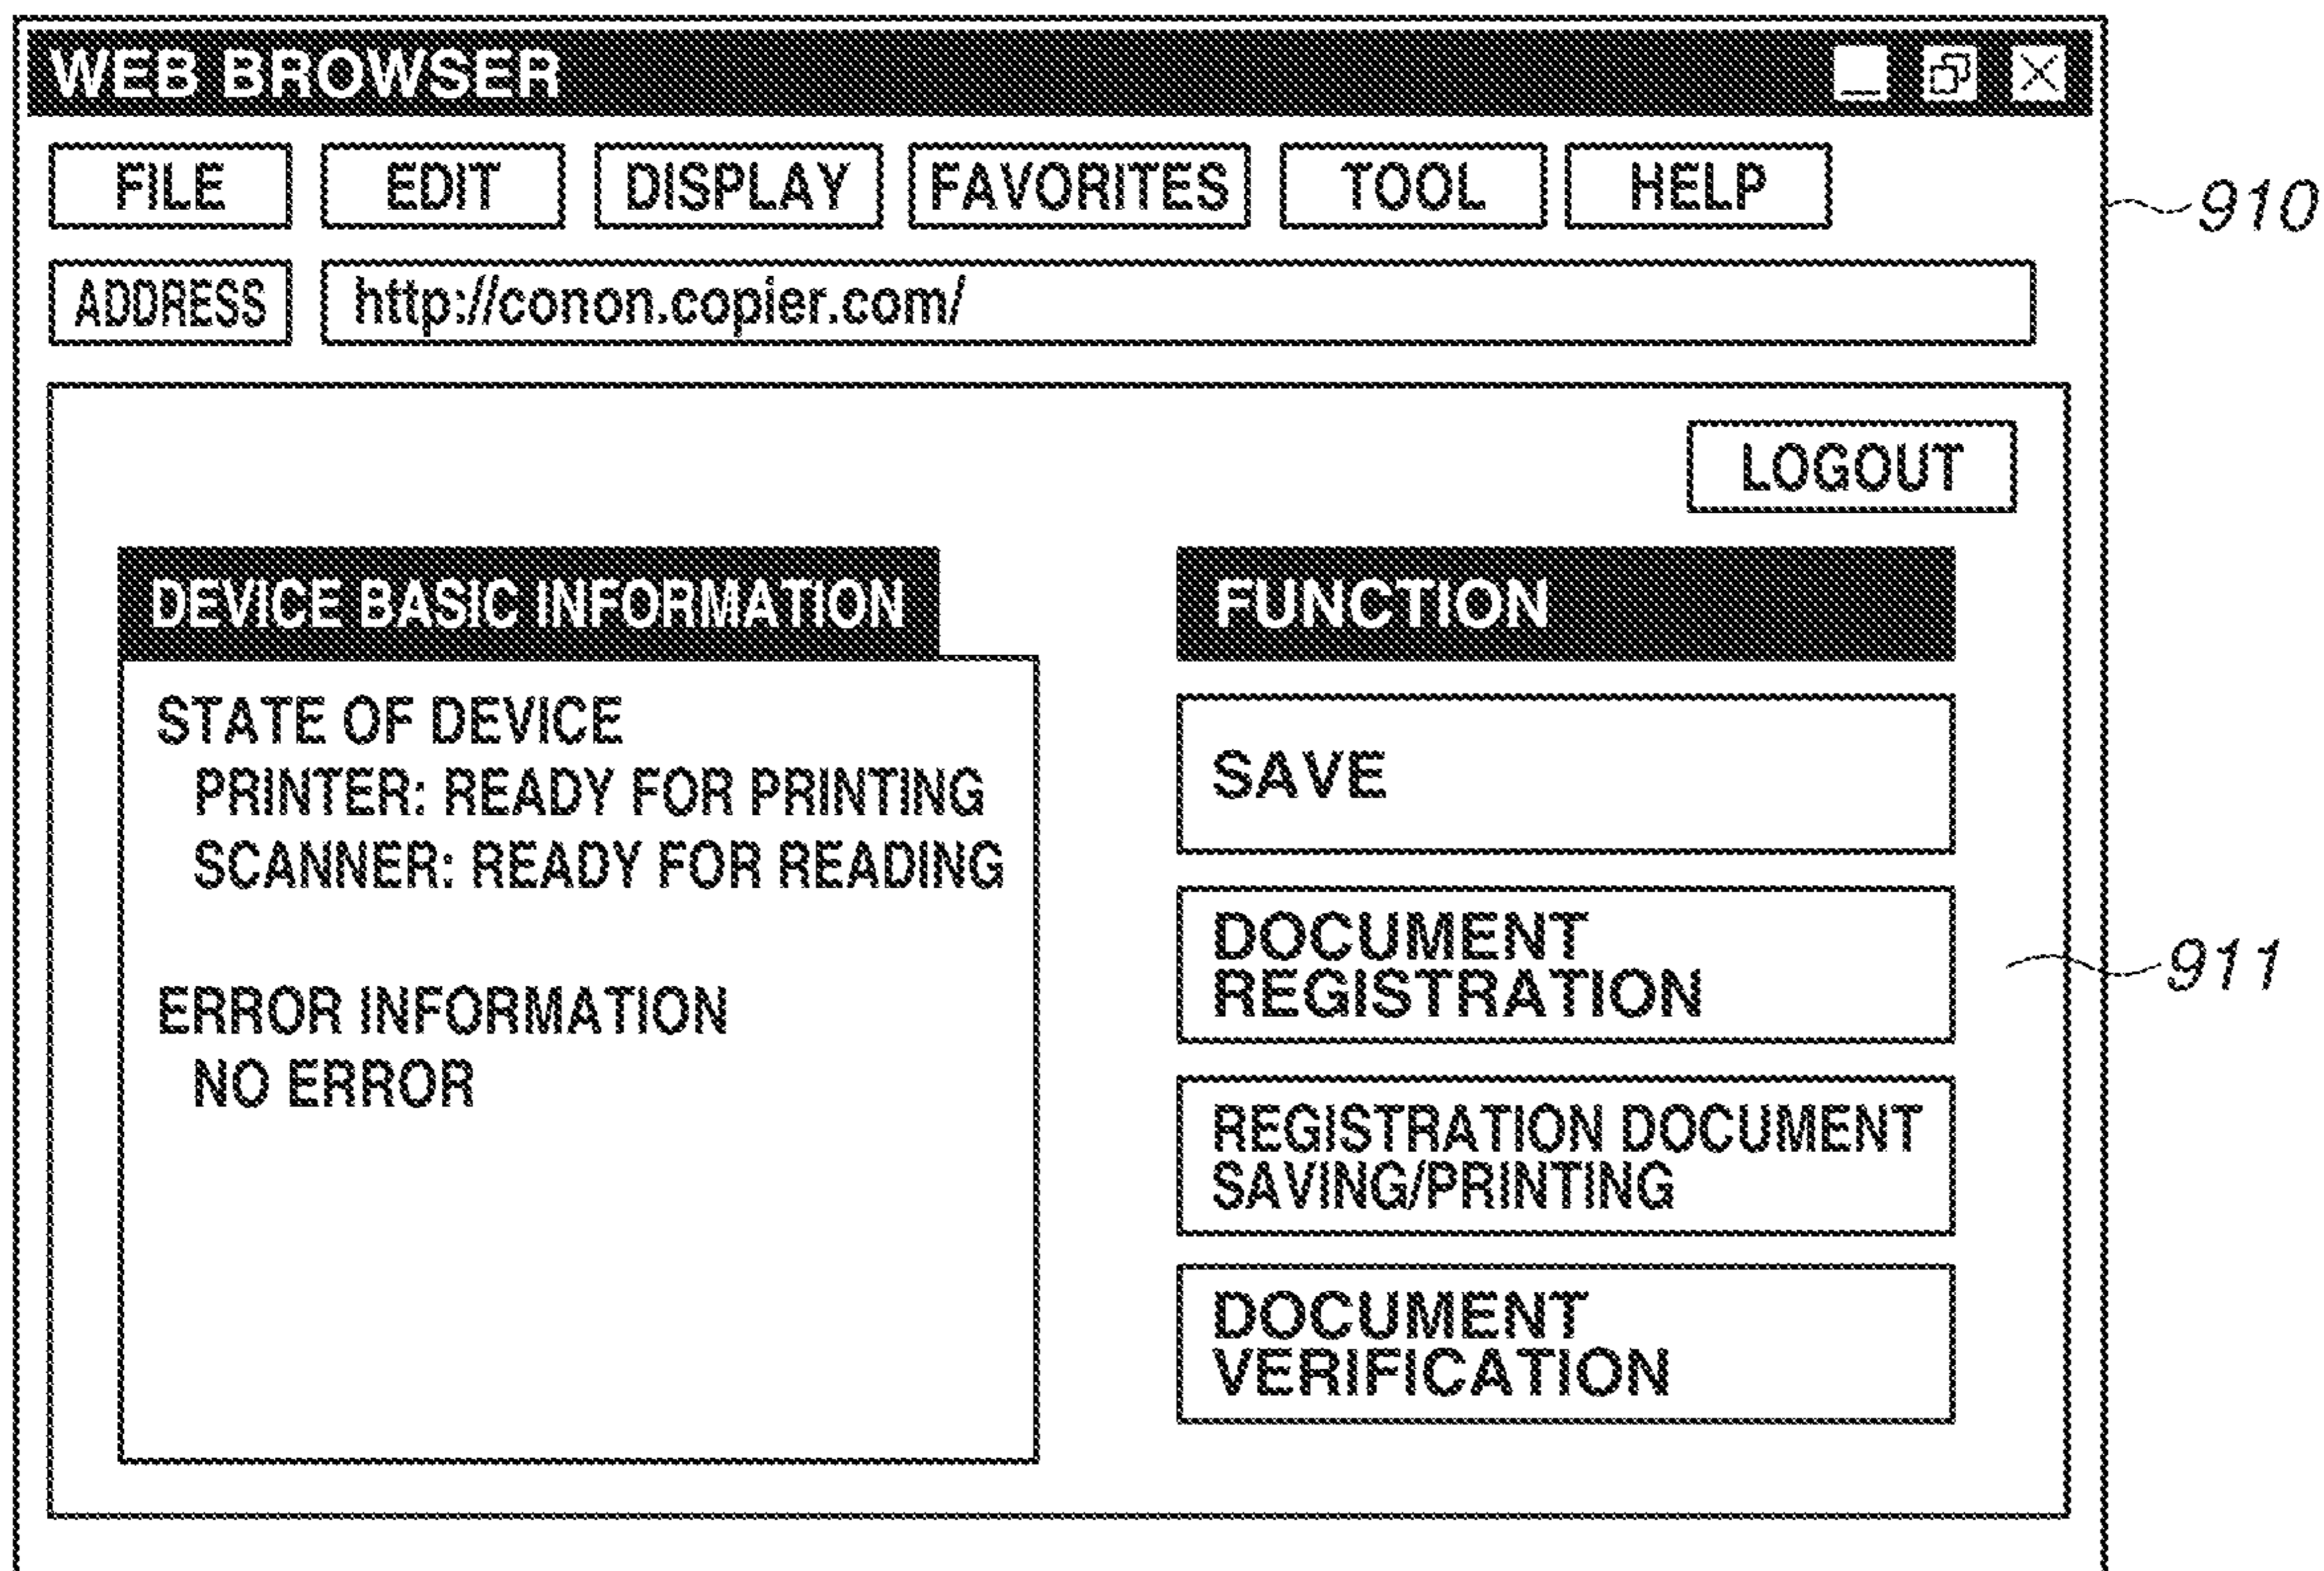 WEB BROWSER
FILE EDIT DISPLAY FAVORITES TOOL HELP
910
ADDRESS http://conon.copier.com/
LOGOUT
DEVICE BASIC INFORMATION
STATE OF DEVICE
PRINTER: READY FOR PRINTING
SCANNER: READY FOR READING
ERROR INFORMATION
NO ERROR
FUNCTION
SAVE
DOCUMENT
REGISTRATION
911
REGISTRATION DOCUMENT
SAVING/PRINTING
DOCUMENT
VERIFICATION